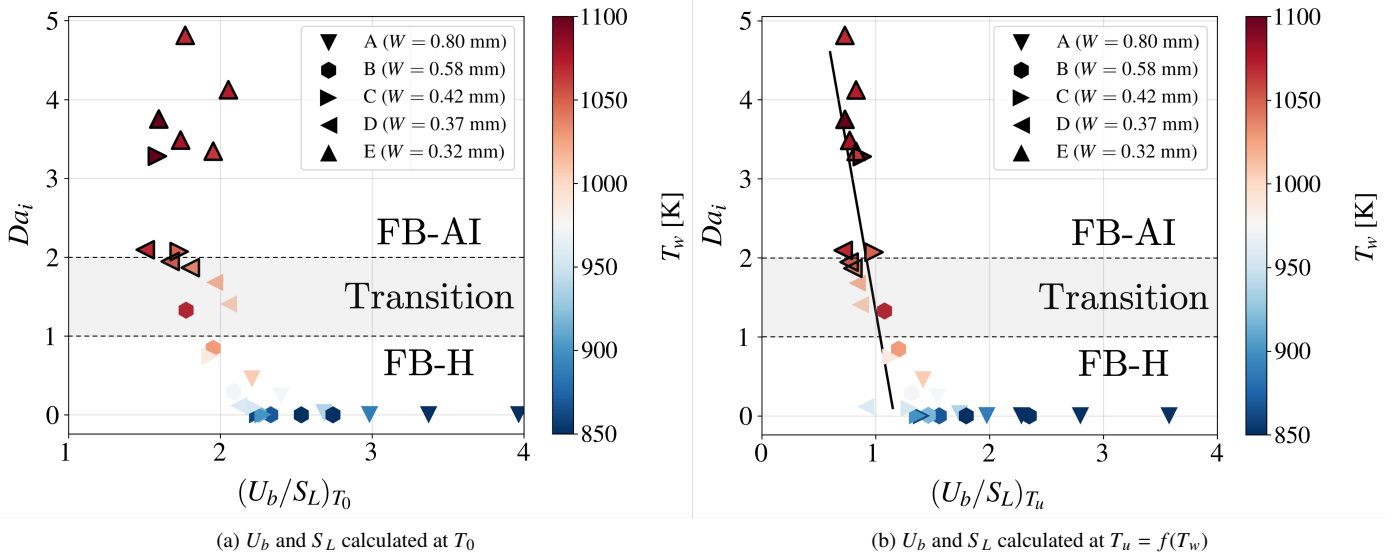 5
4
3
2
1
0
Da_i
A (W = 0.80 mm)
B (W = 0.58 mm)
C (W = 0.42 mm)
D (W = 0.37 mm)
E (W = 0.32 mm)
FB-AI
Transition
FB-H
1
2
3
4
(U_b/S_L)_{T_0}
1100
1050
1000
950
900
850
T_w [K]
5
4
3
2
1
0
Da_i
A (W = 0.80 mm)
B (W = 0.58 mm)
C (W = 0.42 mm)
D (W = 0.37 mm)
E (W = 0.32 mm)
FB-AI
Transition
FB-H
0
1
2
3
4
(U_b/S_L)_{T_u}
1100
1050
1000
950
900
850
T_w [K]
(a) U_b and S_L calculated at T_0
(b) U_b and S_L calculated at T_u = f(T_w)